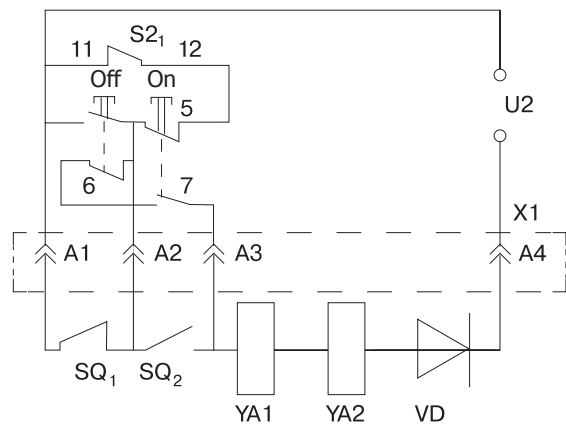 S2₁
11 12
Off On
5
U2
6 7
X1
A1 A2 A3 A4
SQ₁ SQ₂
YA1 YA2 VD